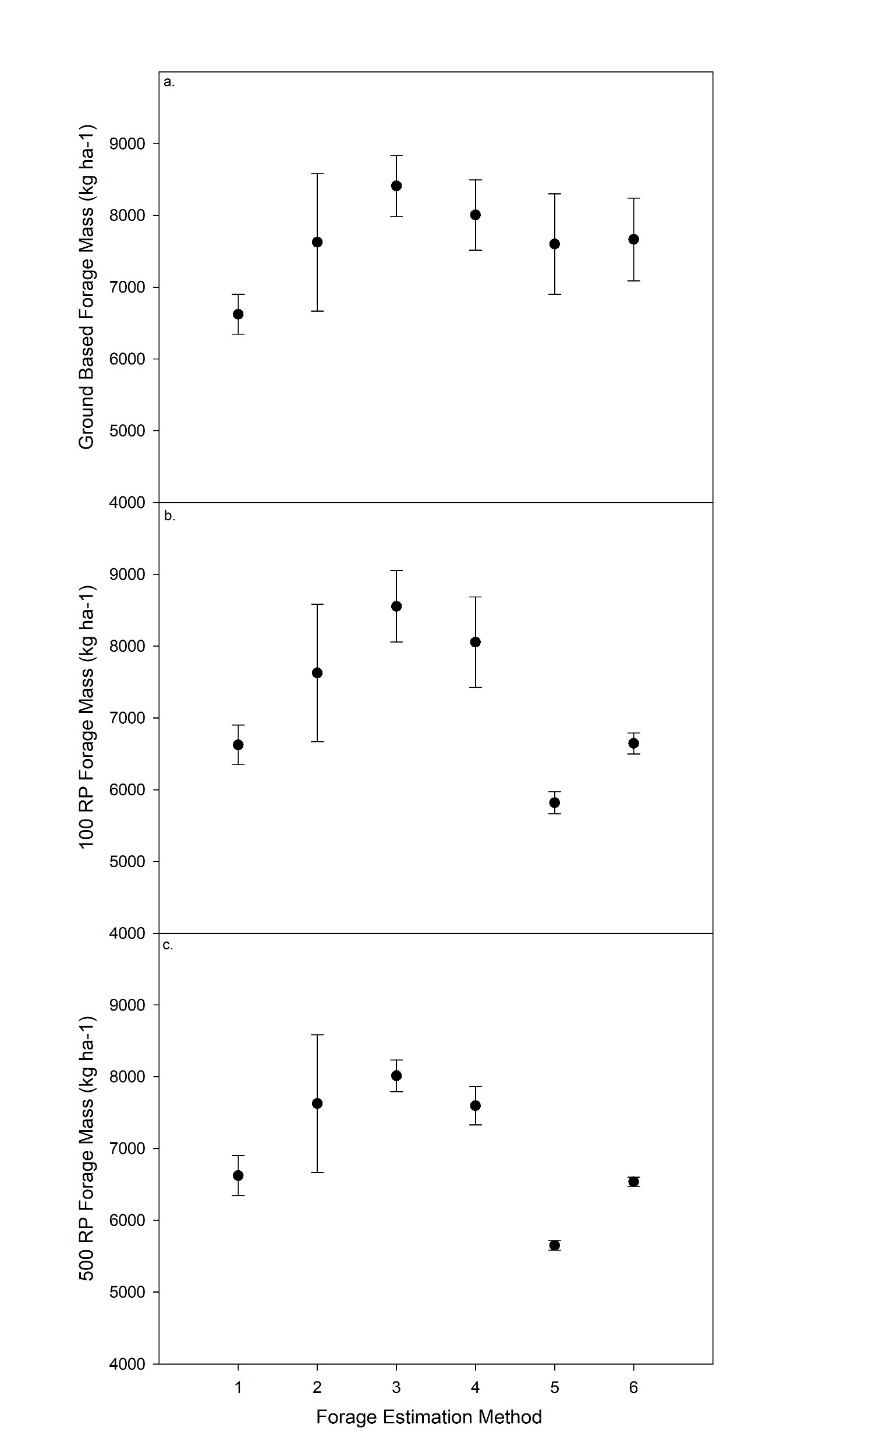 a.
Ground Based Forage Mass (kg ha-1)
9000
8000
7000
6000
5000
4000
b.
100 RP Forage Mass (kg ha-1)
9000
8000
7000
6000
5000
4000
c.
500 RP Forage Mass (kg ha-1)
9000
8000
7000
6000
5000
4000
1 2 3 4 5 6
Forage Estimation Method